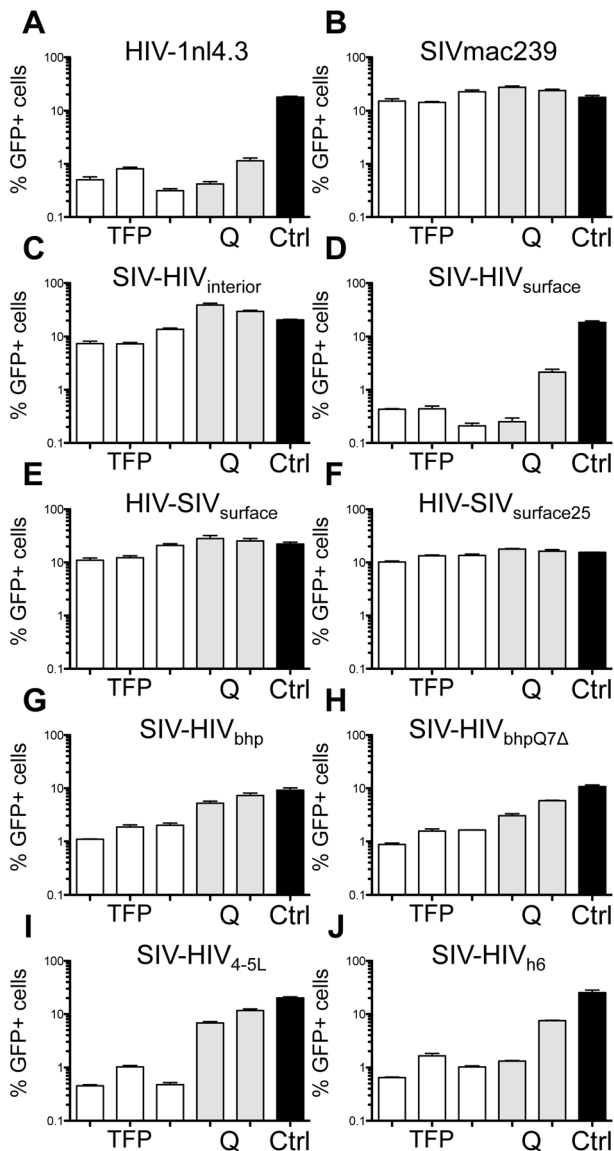 A
HIV-1nl4.3
% GFP+ cells
100
10
1
0.1
TFP Q Ctrl
B
SIVmac239
% GFP+ cells
100
10
1
0.1
TFP Q Ctrl
C
SIV-HIVinterior
% GFP+ cells
100
10
1
0.1
TFP Q Ctrl
D
SIV-HIVsurface
% GFP+ cells
100
10
1
0.1
TFP Q Ctrl
E
HIV-SIVsurface
% GFP+ cells
100
10
1
0.1
TFP Q Ctrl
F
HIV-SIVsurface25
% GFP+ cells
100
10
1
0.1
TFP Q Ctrl
G
SIV-HIVbhp
% GFP+ cells
100
10
1
0.1
TFP Q Ctrl
H
SIV-HIVbhpQ7Δ
% GFP+ cells
100
10
1
0.1
TFP Q Ctrl
I
SIV-HIV4-5L
% GFP+ cells
100
10
1
0.1
TFP Q Ctrl
J
SIV-HIVh6
% GFP+ cells
100
10
1
0.1
TFP Q Ctrl